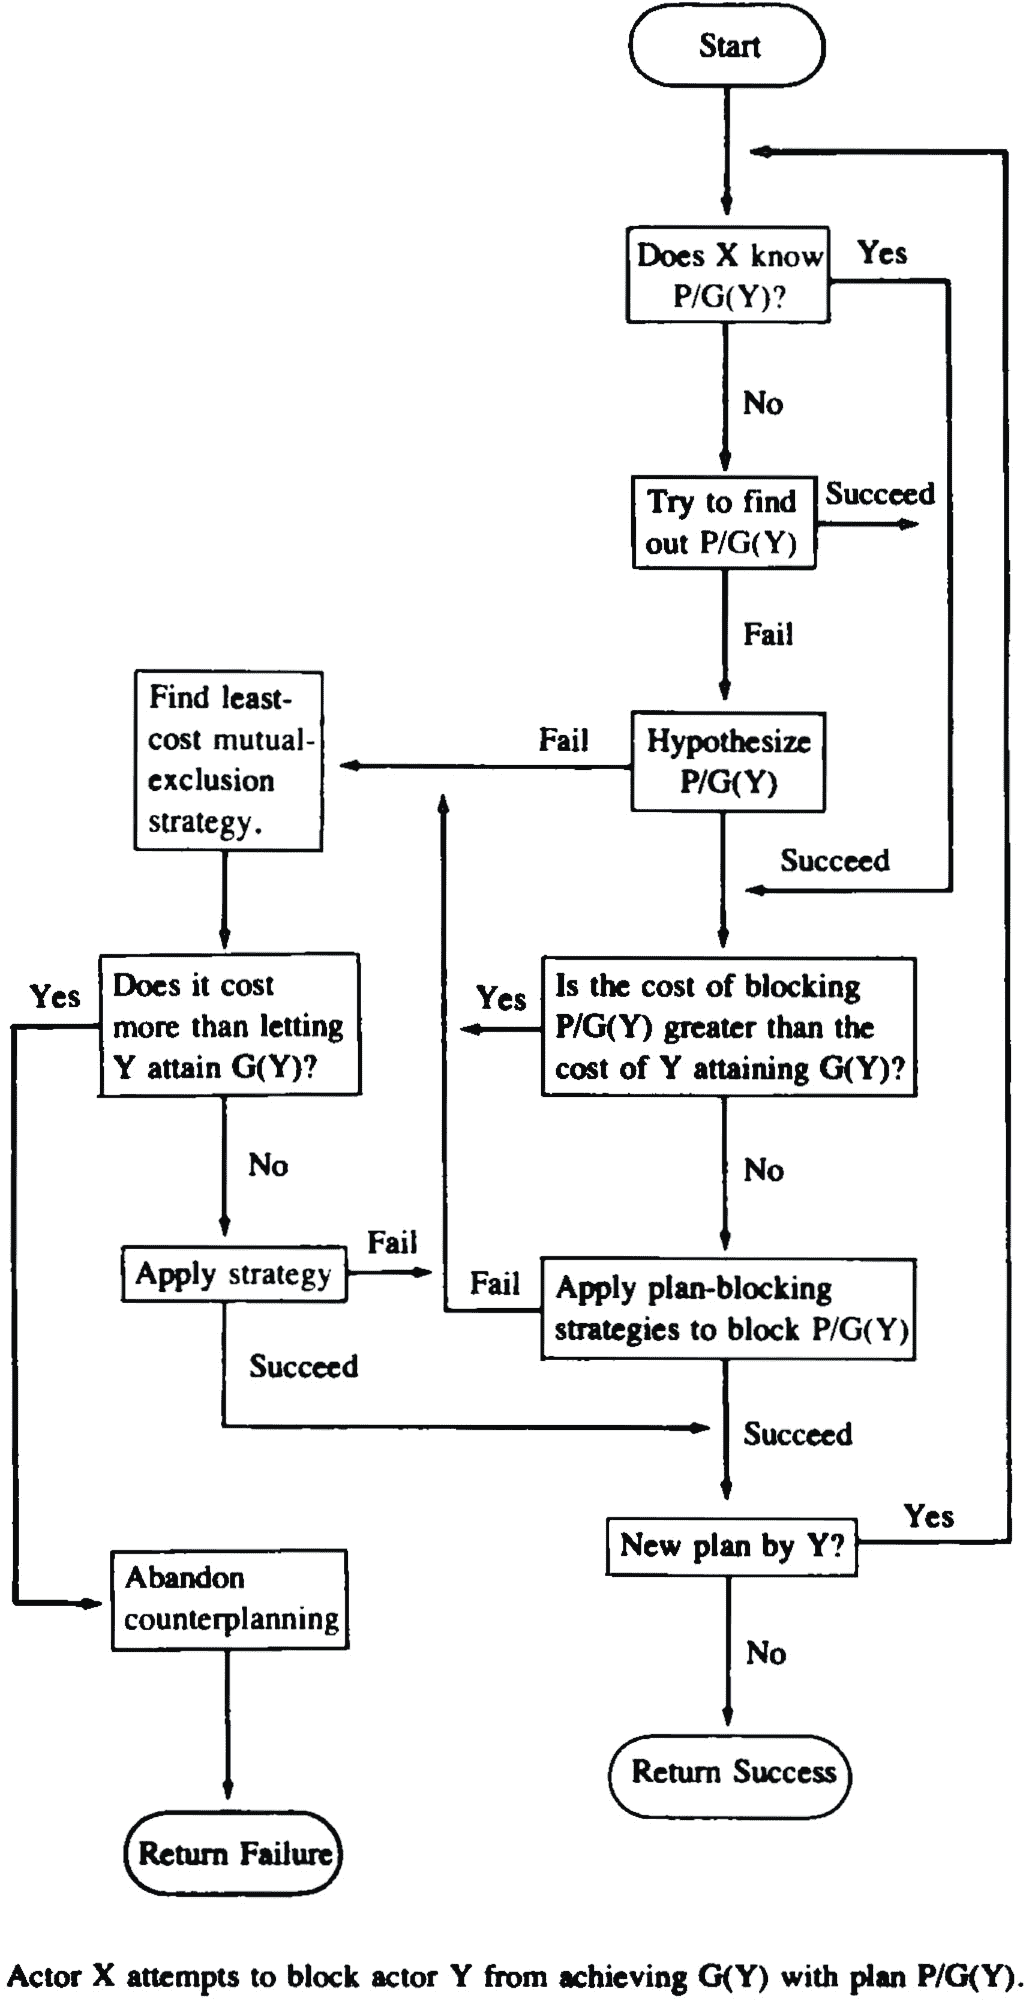 Start
Does X know
P/G(Y)?
Yes
No
Try to find
out P/G(Y)
Succeed
Fail
Hypothesize
P/G(Y)
Fail
Find least-
cost mutual-
exclusion
strategy.
Succeed
Does it cost
more than letting
Y attain G(Y)?
Yes
Is the cost of blocking
P/G(Y) greater than the
cost of Y attaining G(Y)?
Yes
No
No
Apply strategy
Fail
Fail
Apply plan-blocking
strategies to block P/G(Y)
Succeed
Succeed
New plan by Y?
Yes
Abandon
counterplanning
No
Return Success
Return Failure
Actor X attempts to block actor Y from achieving G(Y) with plan P/G(Y).